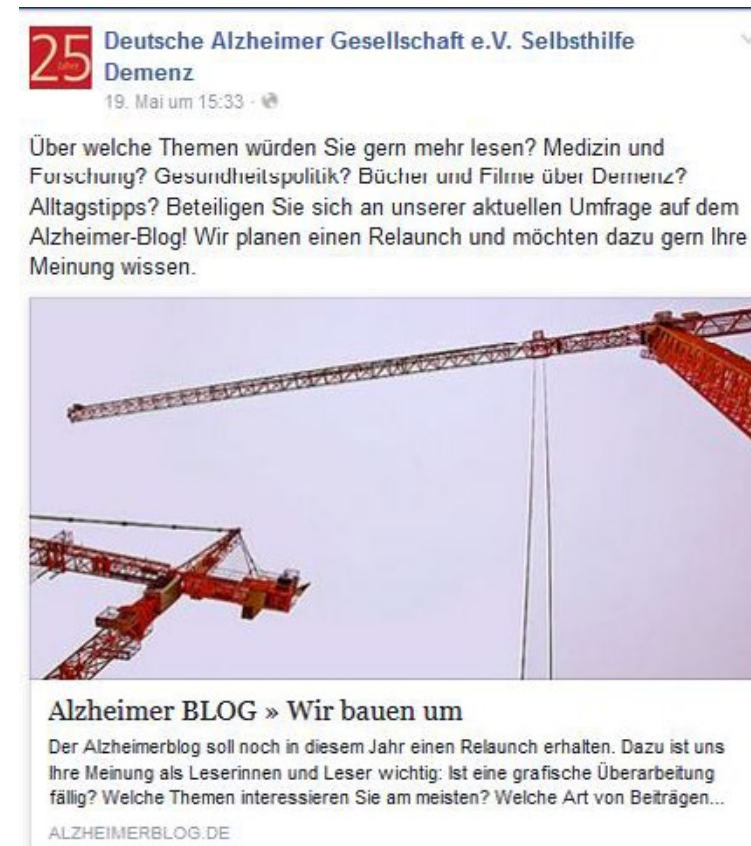 25
Jahre
Deutsche Alzheimer Gesellschaft e.V. Selbsthilfe
Demenz
19. Mai um 15:33 ·
Über welche Themen würden Sie gern mehr lesen? Medizin und
Forschung? Gesundheitspolitik? Bücher und Filme über Demenz?
Alltagstipps? Beteiligen Sie sich an unserer aktuellen Umfrage auf dem
Alzheimer-Blog! Wir planen einen Relaunch und möchten dazu gern Ihre
Meinung wissen.
Alzheimer BLOG » Wir bauen um
Der Alzheimerblog soll noch in diesem Jahr einen Relaunch erhalten. Dazu ist uns
Ihre Meinung als Leserinnen und Leser wichtig: Ist eine grafische Überarbeitung
fällig? Welche Themen interessieren Sie am meisten? Welche Art von Beiträgen...
ALZHEIMERBLOG.DE